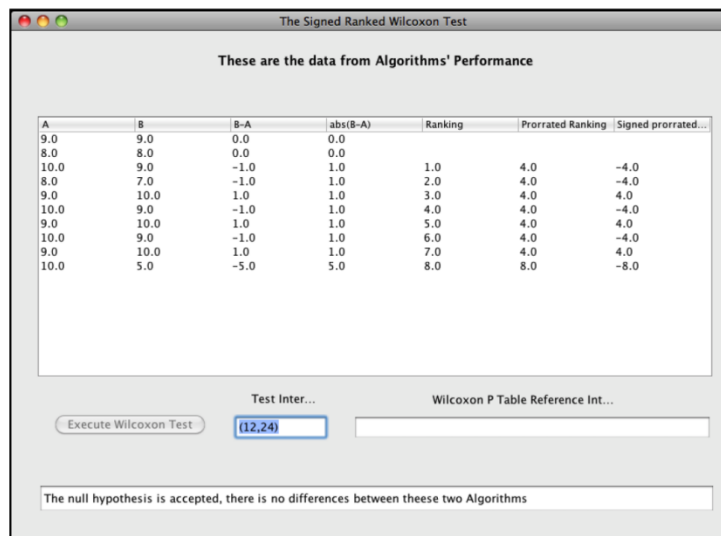 The Signed Ranked Wilcoxon Test
These are the data from Algorithms' Performance
A B B-A abs(B-A) Ranking Prorrated Ranking Signed prorrated...
9.0 9.0 0.0 0.0
8.0 8.0 0.0 0.0
10.0 9.0 -1.0 1.0 1.0 4.0 -4.0
8.0 7.0 -1.0 1.0 2.0 4.0 -4.0
9.0 10.0 1.0 1.0 3.0 4.0 4.0
10.0 9.0 -1.0 1.0 4.0 4.0 -4.0
9.0 10.0 1.0 1.0 5.0 4.0 4.0
10.0 9.0 -1.0 1.0 6.0 4.0 -4.0
9.0 10.0 1.0 1.0 7.0 4.0 4.0
10.0 5.0 -5.0 5.0 8.0 8.0 -8.0
Test Inter... Wilcoxon P Table Reference Int...
Execute Wilcoxon Test (12,24)
The null hypothesis is accepted, there is no differences between theese two Algorithms